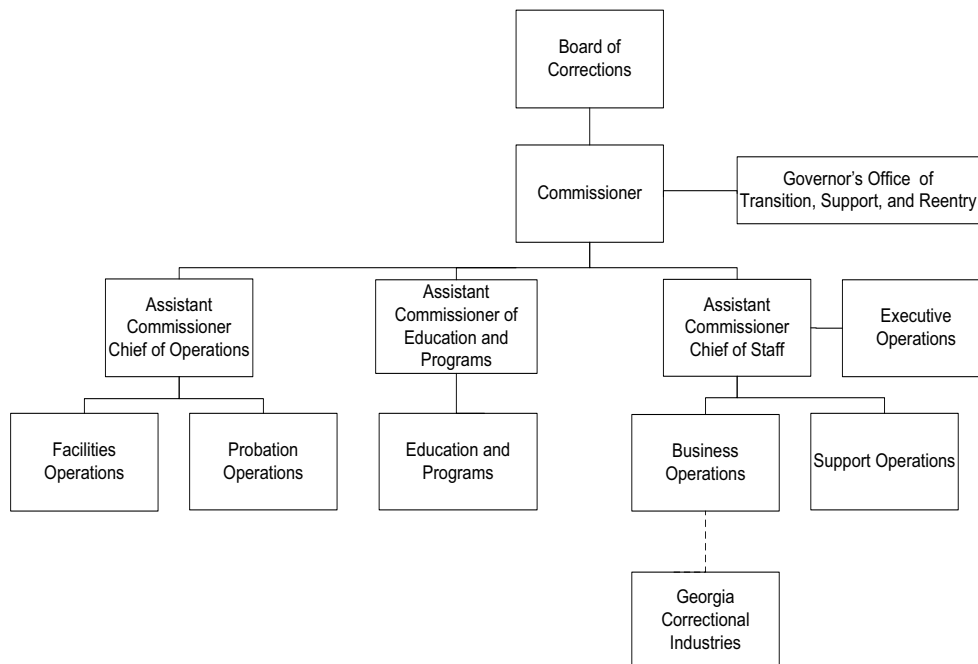 Board of
Corrections
Commissioner
Governor's Office of
Transition, Support, and Reentry
Assistant
Commissioner
Chief of Operations
Assistant
Commissioner of
Education and
Programs
Assistant
Commissioner
Chief of Staff
Executive
Operations
Facilities
Operations
Probation
Operations
Education and
Programs
Business
Operations
Support Operations
Georgia
Correctional
Industries